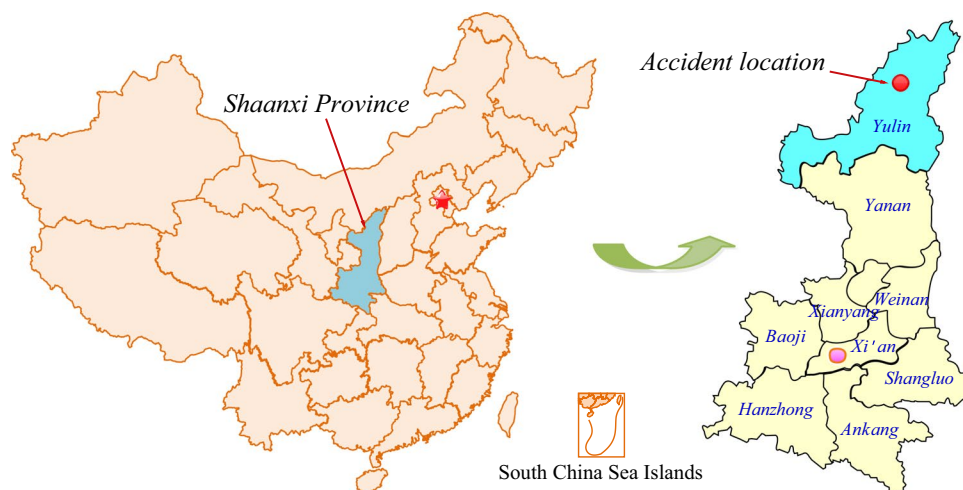 Shaanxi Province
South China Sea Islands
Accident location
Yulin
Yanan
Weinan
Xianyang
Baoji
Xi'an
Shangluo
Hanzhong
Ankang